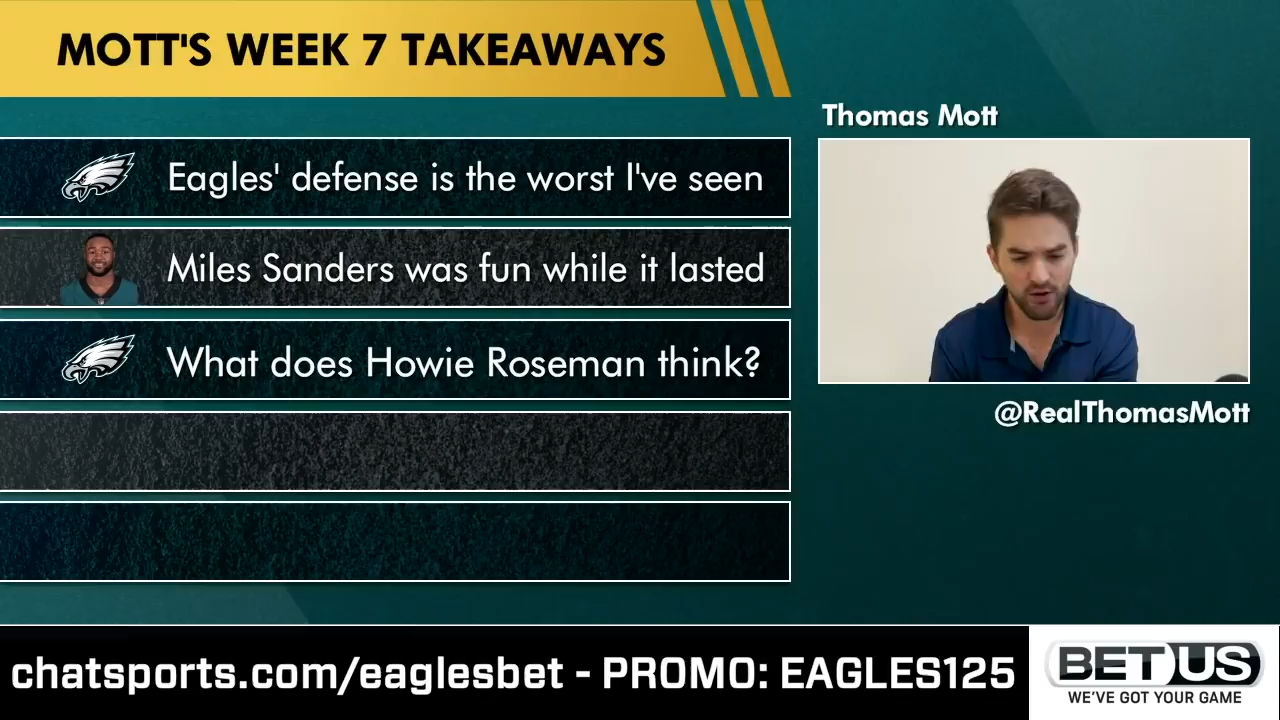 MOTT'S WEEK 7 TAKEAWAYS
Thomas Mott
Eagles' defense is the worst I've seen
Miles Sanders was fun while it lasted
What does Howie Roseman think?
@RealThomasMott
chatsports.com/eaglesbet - PROMO: EAGLES125
BETUS
WE'VE GOT YOUR GAME